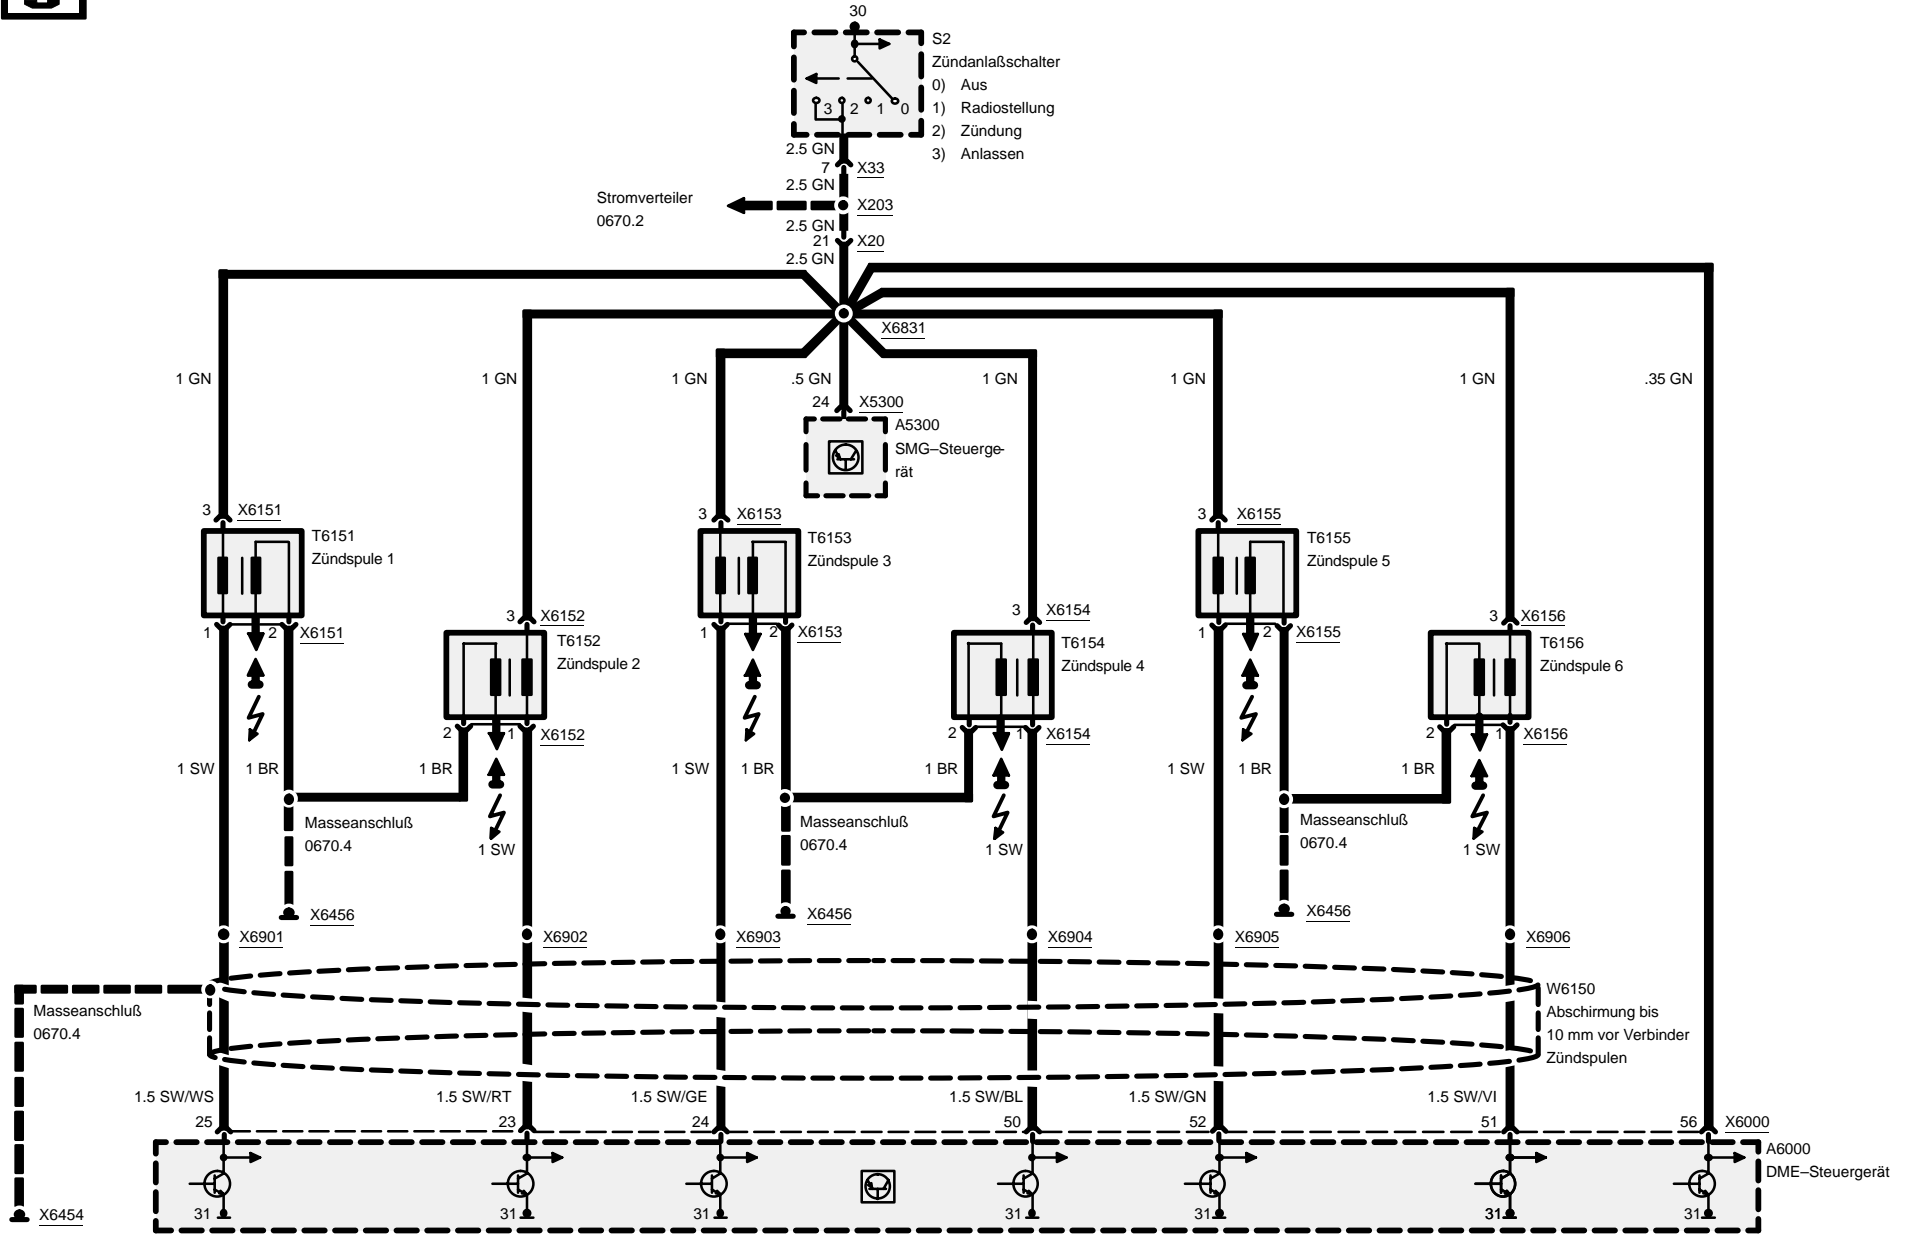 30
S2
Zündanlaßschalter
0) Aus
1) Radiostellung
2) Zündung
3) Anlassen
3 2 1 0
2.5 GN
7 X33
2.5 GN
Stromverteiler
0670.2
X203
2.5 GN
21 X20
2.5 GN
X6831
1 GN 1 GN 1 GN .5 GN 1 GN 1 GN 1 GN .35 GN
24 X5300
A5300
SMG–Steuerge-
rät
3 X6151 3 X6153 3 X6155
T6151 T6153 T6155
Zündspule 1 Zündspule 3 Zündspule 5
3 X6152 3 X6154 3 X6156
1 2 X6151 1 2 X6153 1 2 X6155
T6152 T6154 T6156
Zündspule 2 Zündspule 4 Zündspule 6
2 1 X6152 2 1 X6154 2 1 X6156
1 SW 1 BR 1 BR 1 SW 1 BR 1 BR 1 SW 1 BR 1 BR
Masseanschluß Masseanschluß Masseanschluß
0670.4 0670.4 0670.4
1 SW 1 SW 1 SW
X6456 X6456 X6456
X6901 X6902 X6903 X6904 X6905 X6906
Masseanschluß
0670.4
W6150
Abschirmung bis
10 mm vor Verbinder
Zündspulen
1.5 SW/WS 1.5 SW/RT 1.5 SW/GE 1.5 SW/BL 1.5 SW/GN 1.5 SW/VI
25 23 24 50 52 51 56 X6000
A6000
DME–Steuergerät
31 31 31 31 31 31 31
X6454